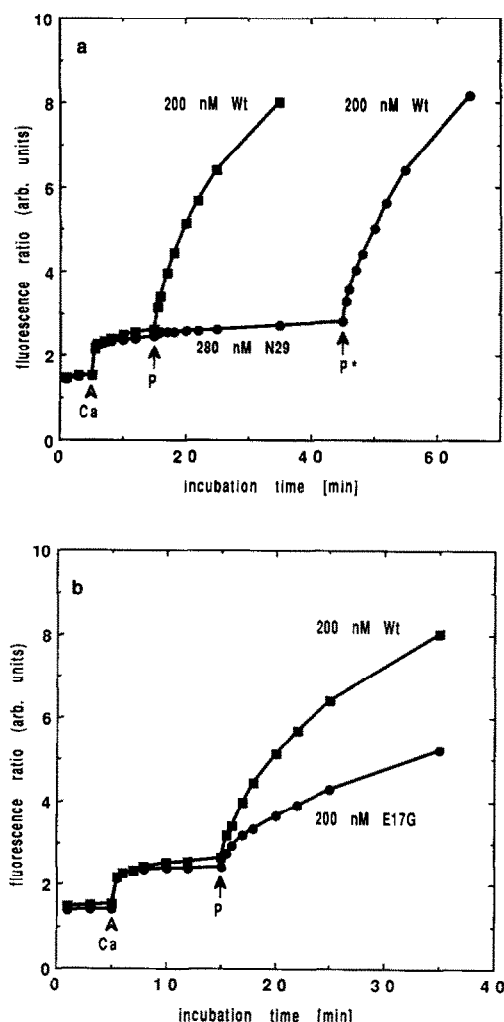 a
10
8
6
4
2
0
fluorescence ratio (arb. units)
200 nM Wt
200 nM Wt
280 nM N29
Ca
P
P*
0 20 40 60
incubation time [min]
b
10
8
6
4
2
0
fluorescence ratio (arb. units)
200 nM Wt
200 nM E17G
Ca
P
0 10 20 30 40
incubation time [min]